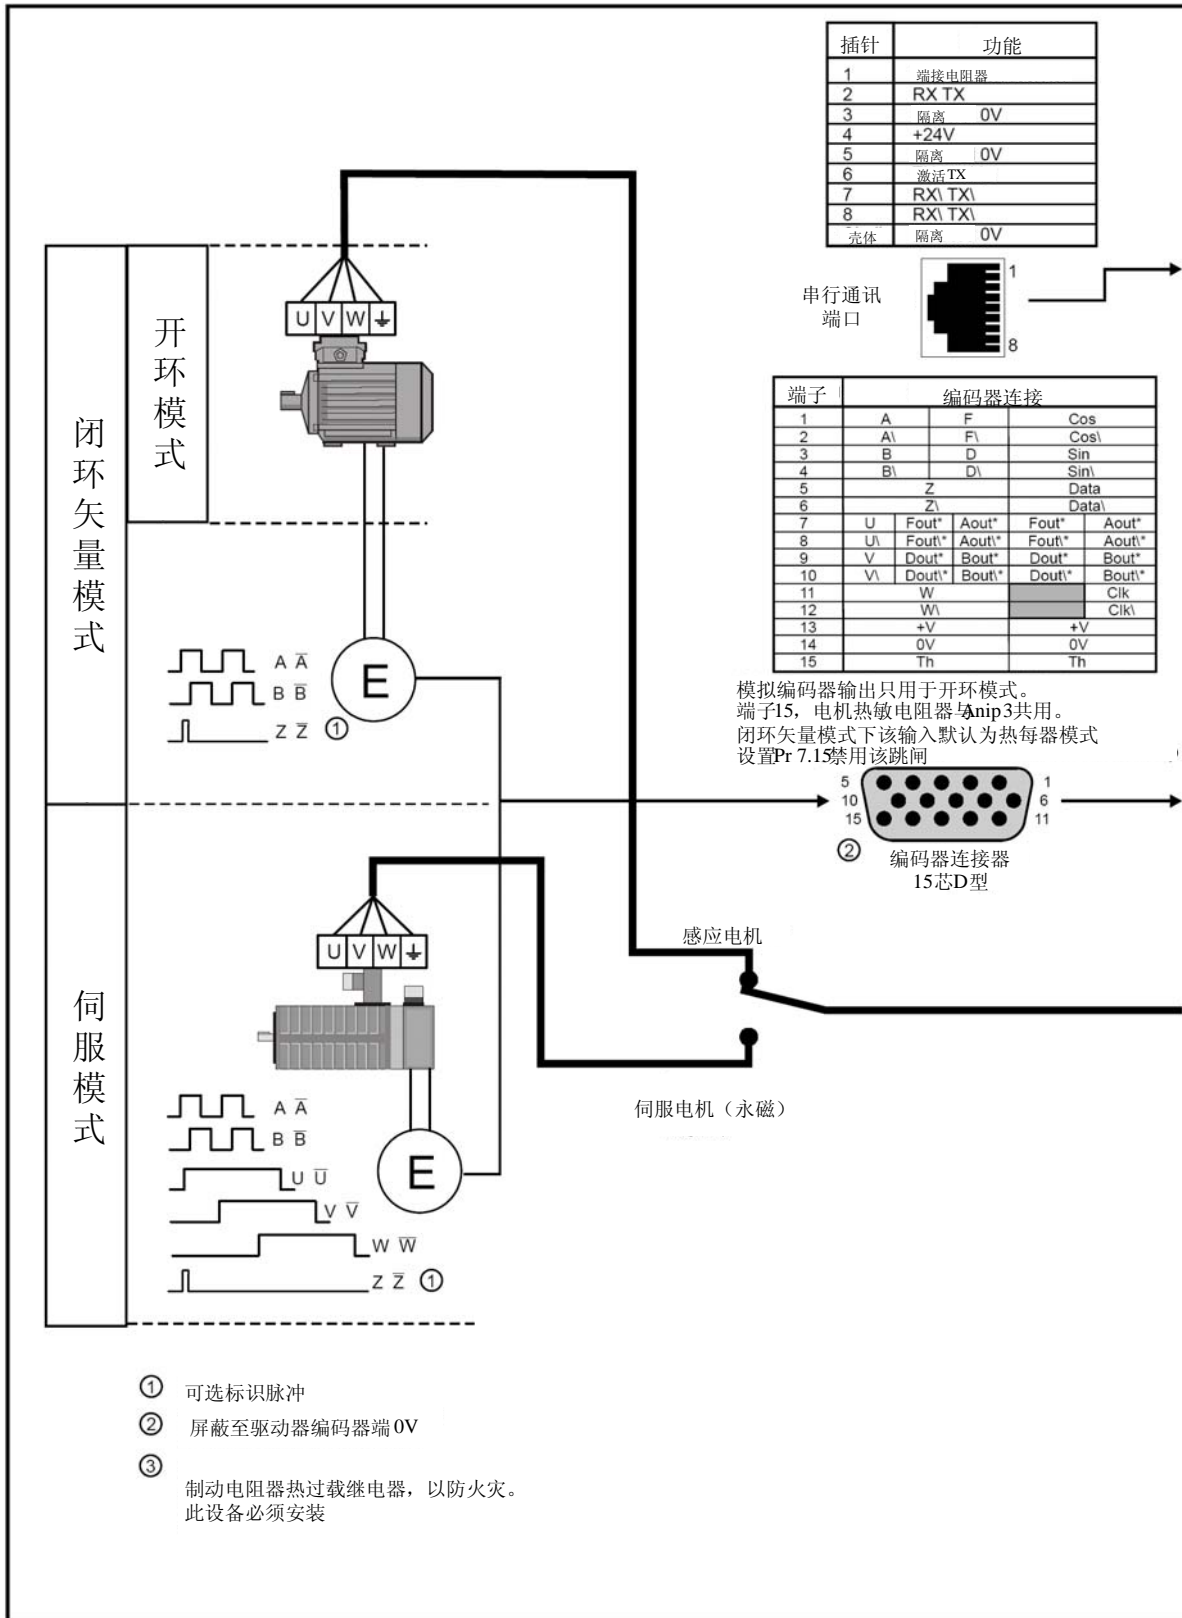 插针 功能
1 端接电阻器
2 RX TX
3 隔离 0V
4 +24V
5 隔离 0V
6 激活TX
7 RX\ TX\
8 RX\ TX\
壳体 隔离 0V
串行通讯
端口
1
8
端子 编码器连接
1 A F Cos
2 A\ F\ Cos\
3 B D Sin
4 B\ D\ Sin\
5 Z Data
6 Z\ Data\
7 U Fout* Aout* Fout* Aout*
8 U\ Fout\* Aout\* Fout\* Aout\*
9 V Dout* Bout* Dout* Bout*
10 V\ Dout\* Bout\* Dout\* Bout\*
11 W Clk
12 W\ Clk\
13 +V +V
14 0V 0V
15 Th Th
模拟编码器输出只用于开环模式。
端子15，电机热敏电阻器与Anip 3共用。
闭环矢量模式下该输入默认为热每器模式
设置Pr 7.15禁用该跳闸
5 1
10 6
15 11
② 编码器连接器
15芯D型
闭环矢量模式
开环模式
U V W
E
A A̅
B B̅
Z Z̅ ①
感应电机
伺服电机（永磁）
伺服模式
U V W
E
A A̅
B B̅
U U̅
V V̅
W W̅
Z Z̅ ①
① 可选标识脉冲
② 屏蔽至驱动器编码器端0V
③
制动电阻器热过载继电器，以防火灾。
此设备必须安装